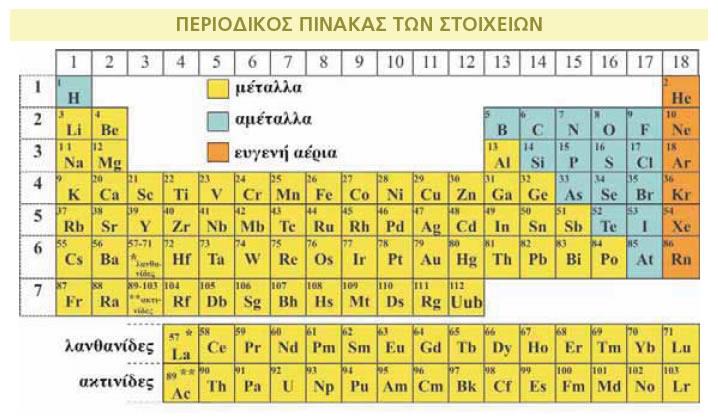 ΠΕΡΙΟΔΙΚΟΣ ΠΙΝΑΚΑΣ ΤΩΝ ΣΤΟΙΧΕΙΩΝ
1 2 3 4 5 6 7 8 9 10 11 12 13 14 15 16 17 18
1 2
1 H μέταλλα He
3 4 αμέταλλα 5 6 7 8 9 10
2 Li Be B C N O F Ne
11 12 ευγενή αέρια 13 14 15 16 17 18
3 Na Mg Al Si P S Cl Ar
9 20 21 22 23 24 25 26 27 28 29 30 31 32 33 34 35 36
4 K Ca Sc Ti V Cr Mn Fe Co Ni Cu Zn Ga Ge As Se Br Kr
37 38 39 40 41 42 43 44 45 46 47 48 49 50 51 52 53 54
5 Rb Sr Y Zr Nb Mb Tc Ru Rh Pd Ag Cd In Sn Sb Te I Xe
55 56 57-71 72 73 74 75 76 77 78 79 80 81 82 83 84 85 86
6 Cs Ba * λανθα- νίδες Hf Ta W Re Os Ir Pt Au Hg Th Pb Bi Po At Rn
87 88 89-103 104 105 106 107 108 109 110 111 112
7 Fr Ra **ακτι- νίδες Rf Db Sg Bh Hs Mt Ds Rg Uub
57 * 58 59 60 61 62 63 64 65 66 67 68 69 70 71
λανθανίδες La Ce Pr Nd Pm Sm Eu Gd Tb Dy Ho Er Tm Yb Lu
89 ** 90 91 92 93 94 95 96 97 98 99 100 101 102 103
ακτινίδες Ac Th Pa U Np Pu Am Cm Bk Cf Es Fm Md No Lr